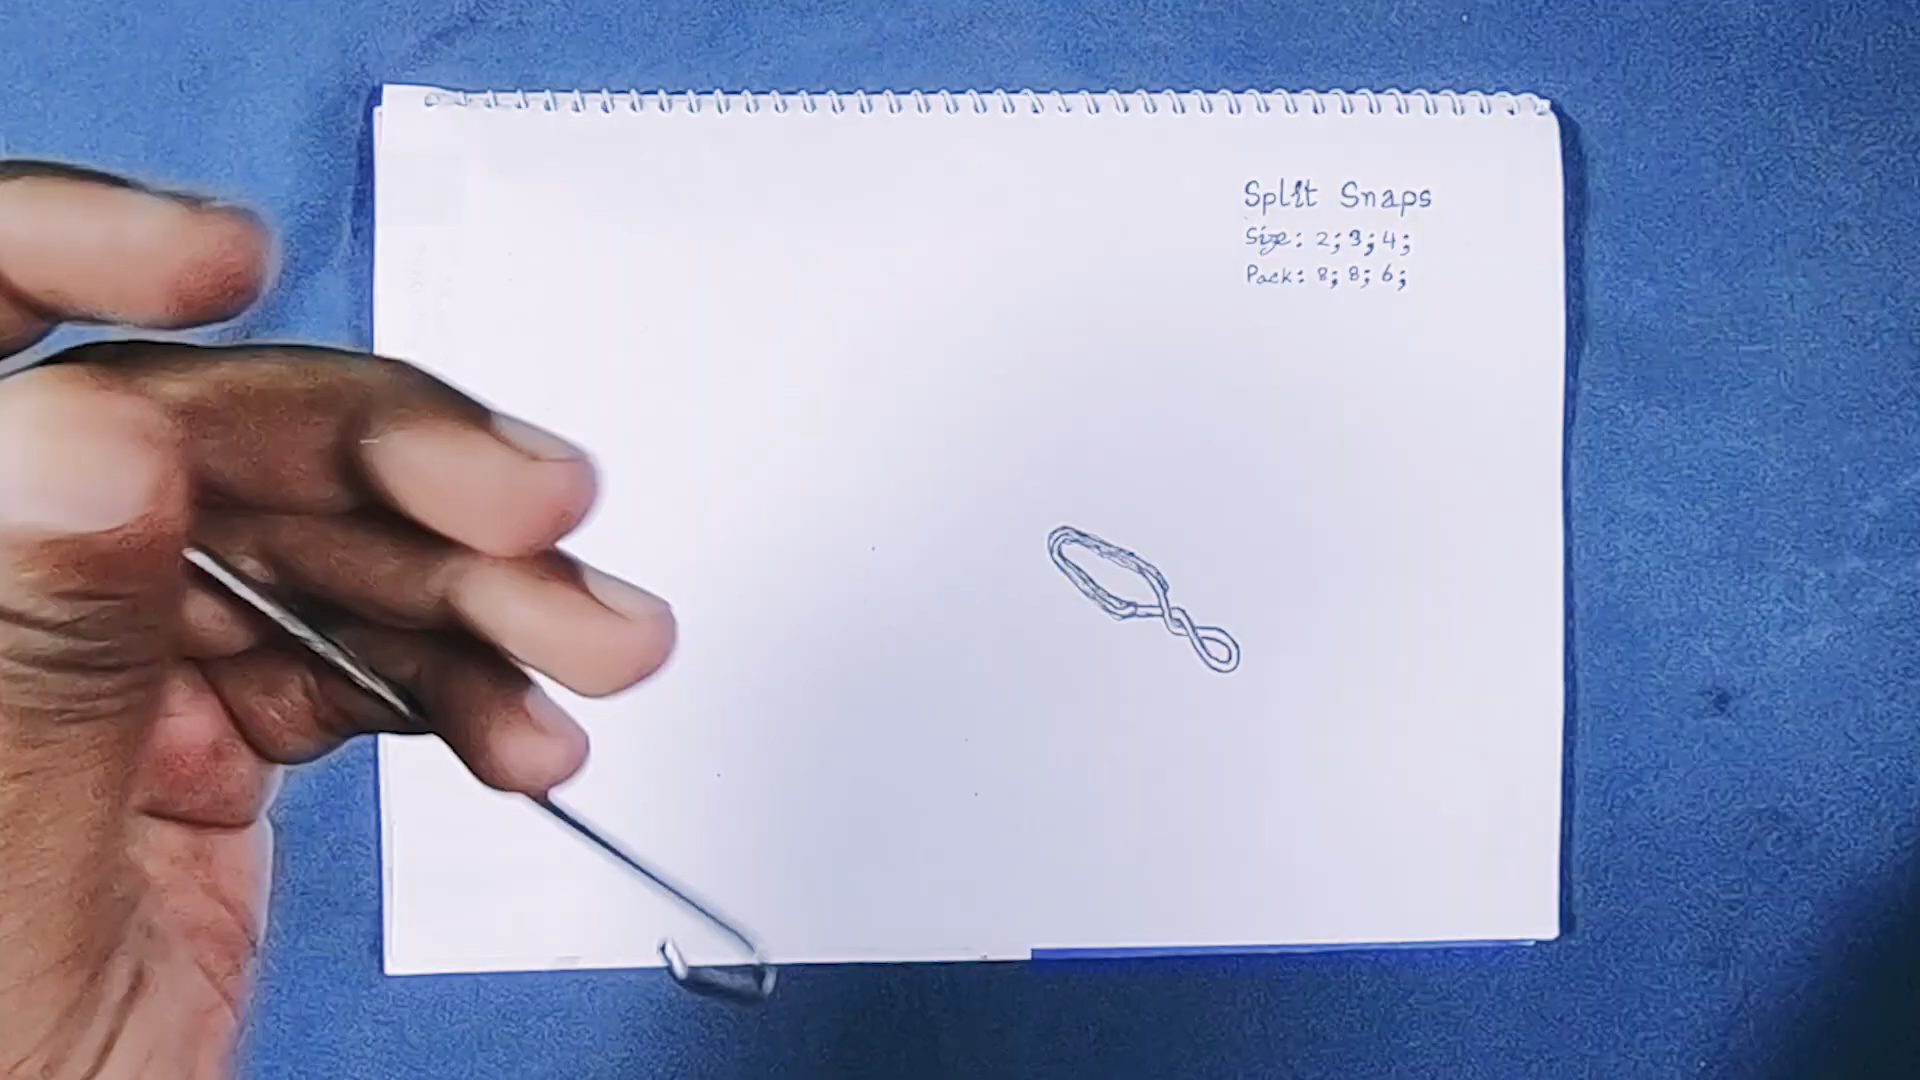 Split Snaps
Size: 2; 3; 4;
Pack: 8; 8; 6;